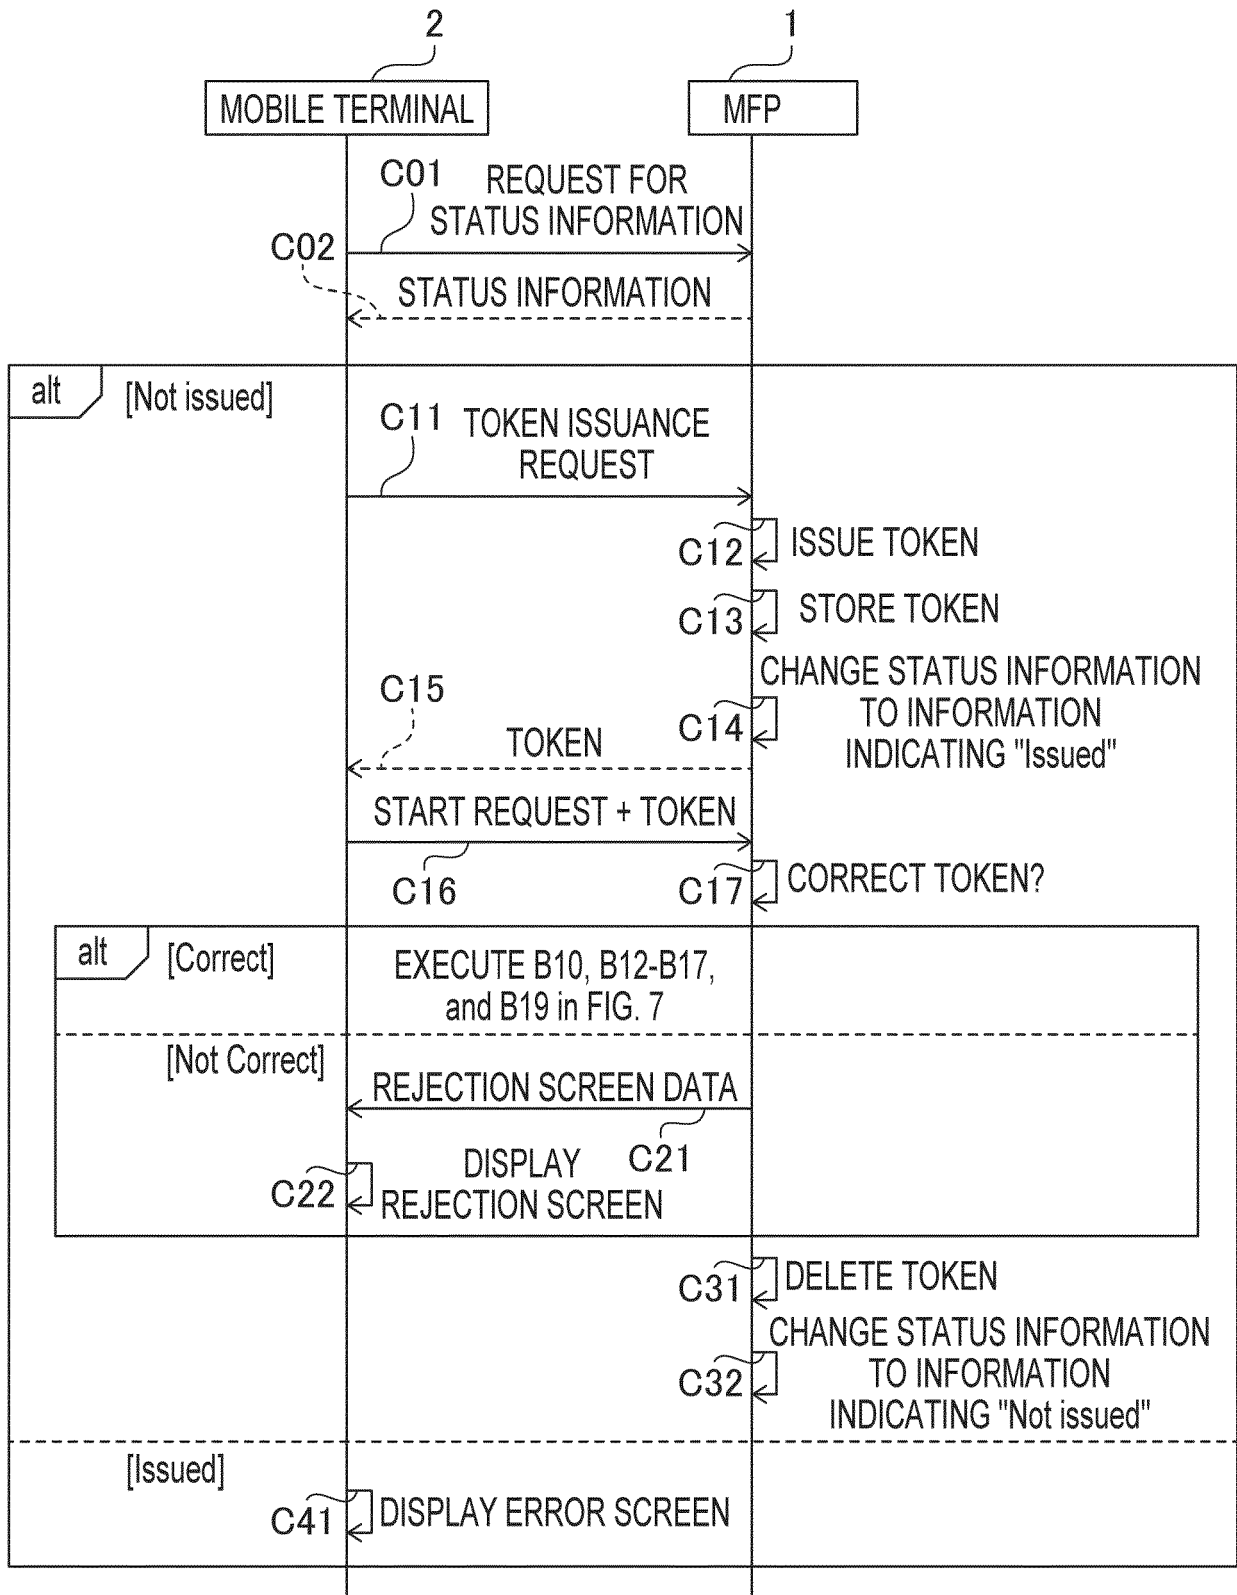 2
1
MOBILE TERMINAL
MFP
C01
REQUEST FOR
STATUS INFORMATION
C02
STATUS INFORMATION
alt
[Not issued]
C11
TOKEN ISSUANCE
REQUEST
C12
ISSUE TOKEN
C13
STORE TOKEN
CHANGE STATUS INFORMATION
TO INFORMATION
INDICATING "Issued"
C14
C15
TOKEN
START REQUEST + TOKEN
C16
C17
CORRECT TOKEN?
alt
[Correct]
EXECUTE B10, B12-B17,
and B19 in FIG. 7
[Not Correct]
REJECTION SCREEN DATA
C21
C22
DISPLAY
REJECTION SCREEN
C31
DELETE TOKEN
CHANGE STATUS INFORMATION
TO INFORMATION
INDICATING "Not issued"
C32
[Issued]
C41
DISPLAY ERROR SCREEN